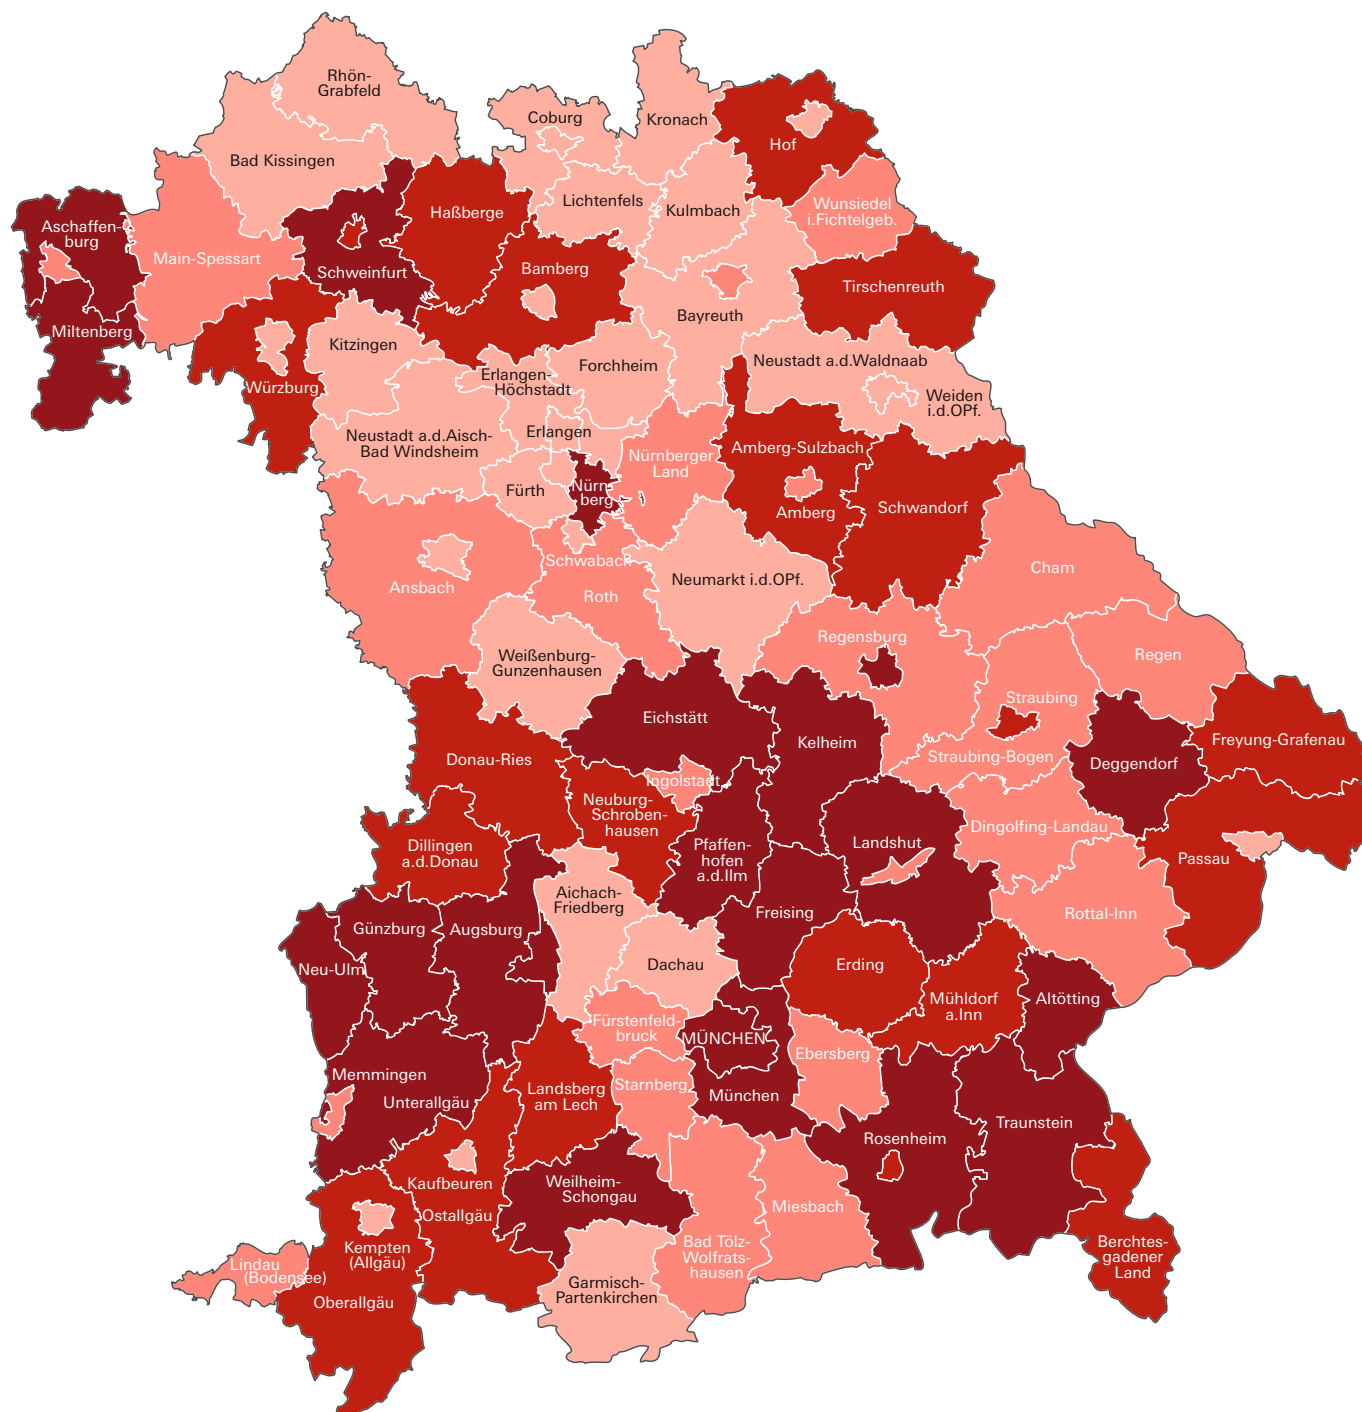 Rhön-
Grabfeld
Coburg
Kronach
Hof
Bad Kissingen
Lichtenfels
Kulmbach
Wunsiedel
i.Fichtelgeb.
Haßberge
Aschaffen-
burg
Main-Spessart
Schweinfurt
Bamberg
Tirschenreuth
Bayreuth
Miltenberg
Kitzingen
Neustadt a.d.Waldnaab
Forchheim
Erlangen-
Höchstadt
Würzburg
Weiden
i.d.OPf.
Neustadt a.d.Aisch-
Bad Windsheim
Erlangen
Amberg-Sulzbach
Nürnberger
Land
Fürth
Nürn-
berg
Amberg
Schwandorf
Schwabach
Cham
Ansbach
Roth
Neumarkt i.d.OPf.
Regensburg
Weißenburg-
Gunzenhausen
Regen
Straubing
Eichstätt
Kelheim
Freyung-Grafenau
Donau-Ries
Straubing-Bogen
Deggendorf
Ingolstadt
Neuburg-
Schroben-
hausen
Dingolfing-Landau
Dillingen
a.d.Donau
Pfaffen-
hofen
a.d.Ilm
Landshut
Passau
Aichach-
Friedberg
Freising
Rottal-Inn
Günzburg
Augsburg
Neu-Ulm
Dachau
Erding
Mühldorf
a.Inn
Altötting
Fürstenfeld-
bruck
MÜNCHEN
Ebersberg
Memmingen
Unterallgäu
Landsberg
am Lech
Starnberg
München
Traunstein
Rosenheim
Kaufbeuren
Weilheim-
Schongau
Ostallgäu
Miesbach
Kempten
(Allgäu)
Bad Tölz-
Wolfrats-
hausen
Berchtes-
gadener
Land
Lindau
(Bodensee)
Oberallgäu
Garmisch-
Partenkirchen